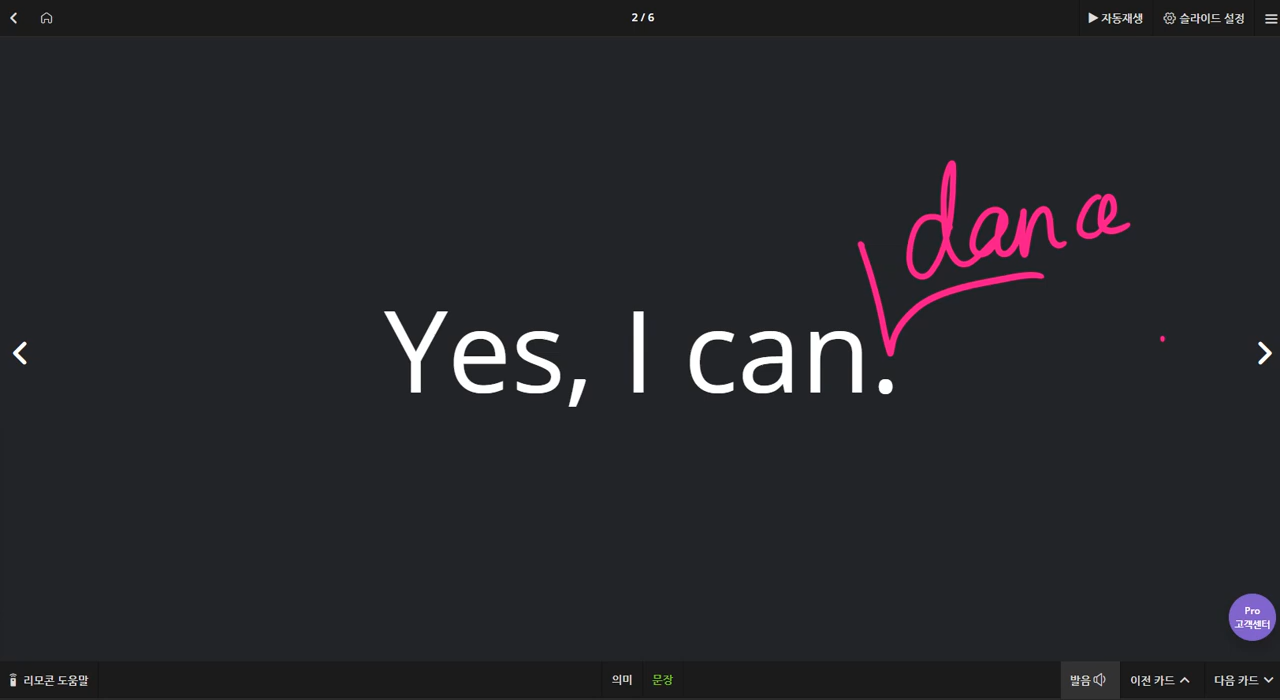 2 / 6
자동재생
슬라이드 설정
dance
Yes, I can.
Pro
고객센터
리모콘 도움말
의미
문장
발음
이전 카드
다음 카드